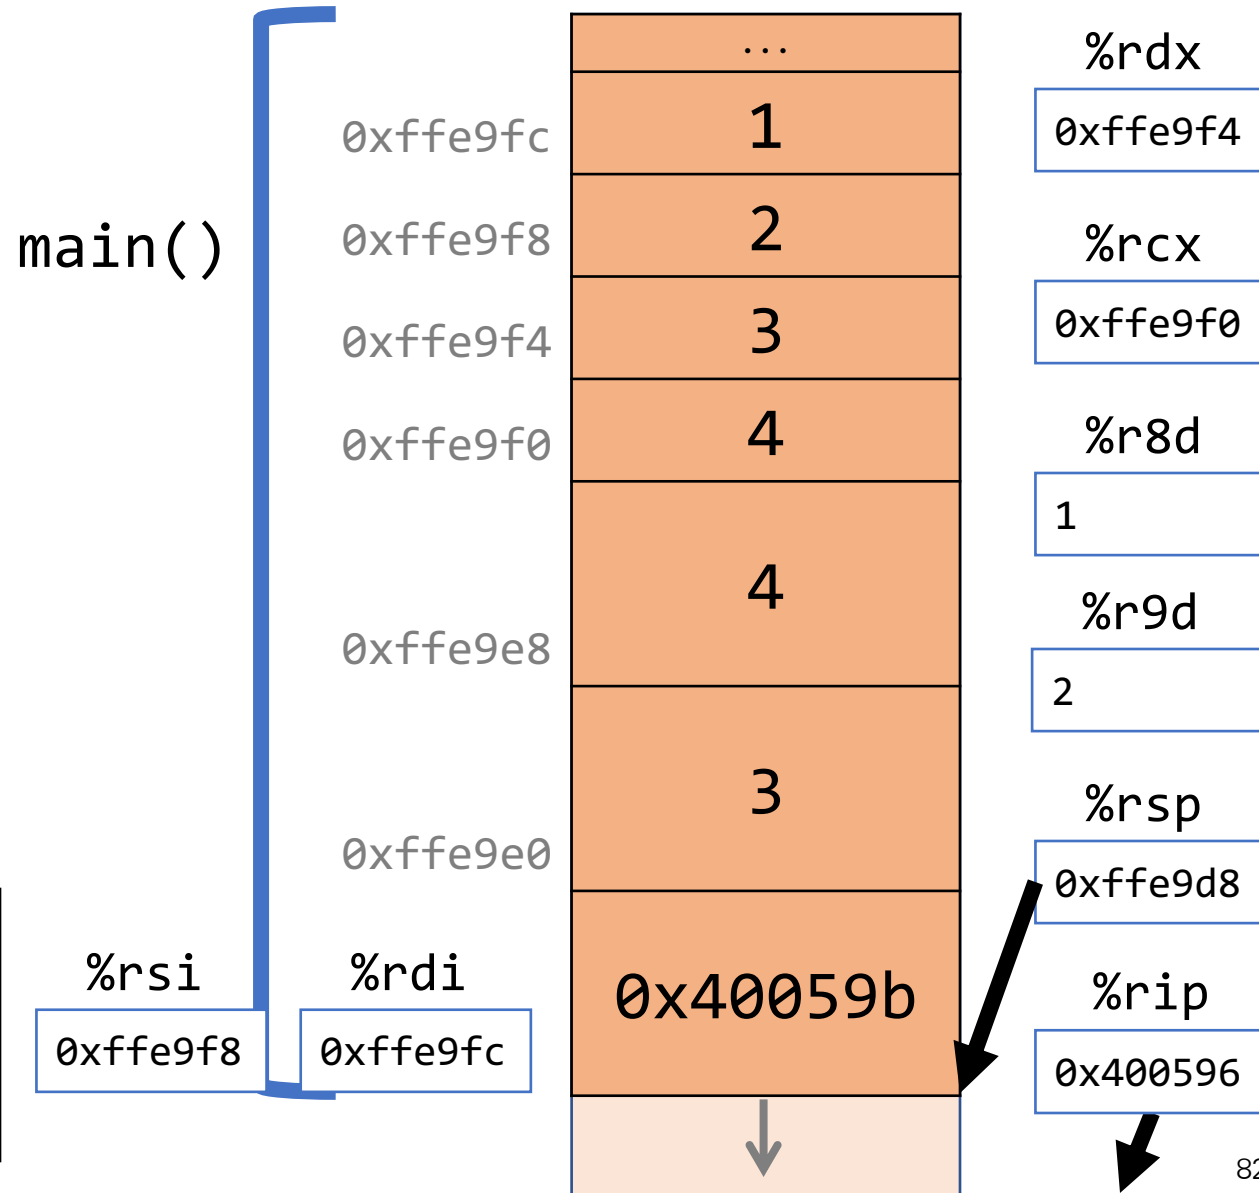 ...
%rdx
0xffe9fc
1
0xffe9f4
main()
0xffe9f8
2
%rcx
0xffe9f4
3
0xffe9f0
0xffe9f0
4
%r8d
1
4
0xffe9e8
%r9d
2
3
0xffe9e0
%rsp
0xffe9d8
%rsi
%rdi
0x40059b
%rip
0xffe9f8
0xffe9fc
0x400596
82